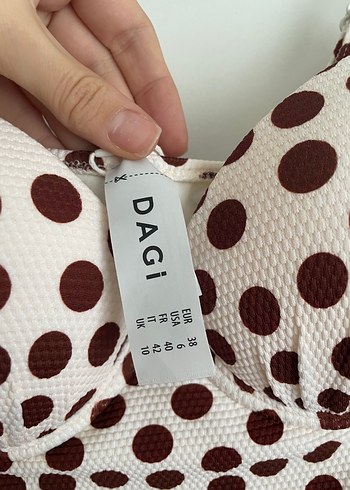 DAGi
EUR 38
USA 6
FR 40
IT 42
UK 10